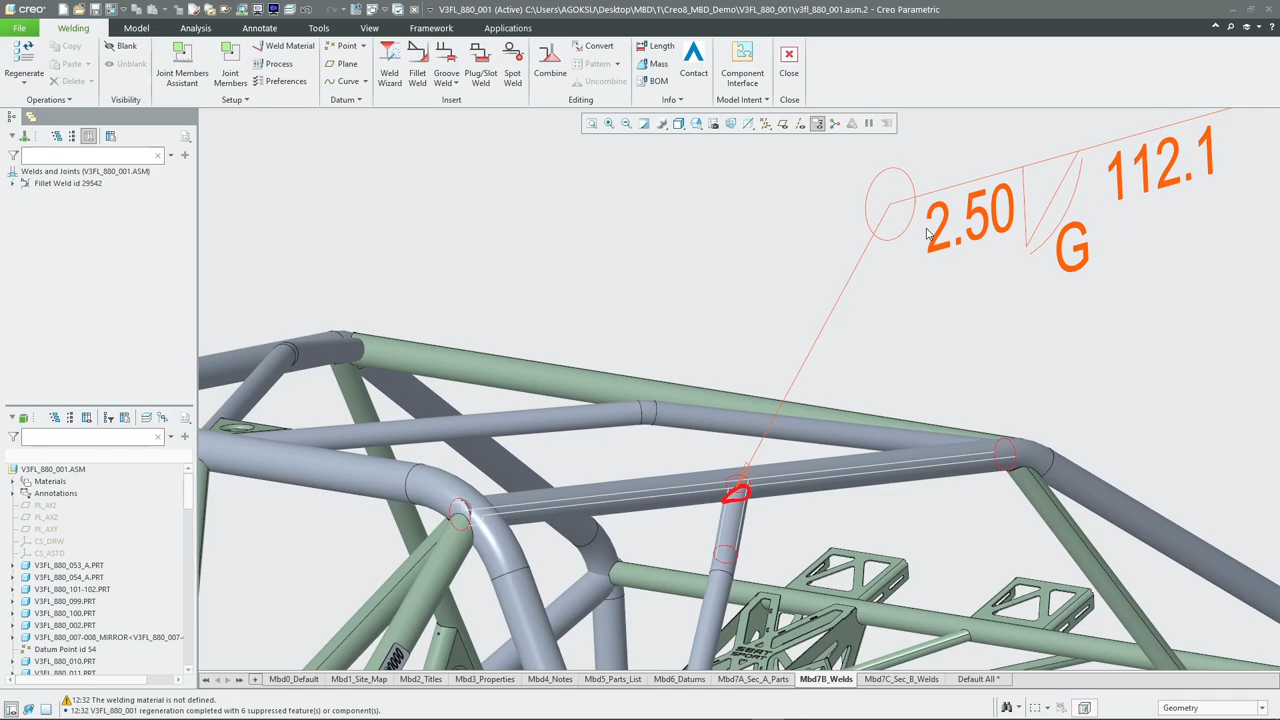 creo
V3FL_880_001 (Active) C:\Users\AGOKSU\Desktop\MBD\1\Creo8_MBD_Demo\V3FL_880_001\v3fl_880_001.asm.2 - Creo Parametric
File Welding Model Analysis Annotate Tools View Framework Applications
Regenerate
Copy
Paste
Delete
Operations
Blank
Unblank
Visibility
Joint Members Assistant
Joint Members
Weld Material
Process
Preferences
Setup
Point
Plane
Curve
Datum
Weld Wizard
Fillet Weld
Groove Weld
Plug/Slot Weld
Spot Weld
Insert
Combine
Convert
Pattern
Uncombine
Editing
Length
Mass
BOM
Contact
Info
Component Interface
Model Intent
Close
Close
Welds and Joints (V3FL_880_001.ASM)
Fillet Weld id 29542
2.50
G
112.1
V3FL_880_001.ASM
Materials
Annotations
PL_AYZ
PL_AXZ
PL_AXY
CS_DRW
CS_ASTD
V3FL_880_053_A.PRT
V3FL_880_054_A.PRT
V3FL_880_101-102.PRT
V3FL_880_099.PRT
V3FL_880_100.PRT
V3FL_880_002.PRT
V3FL_880_007-008_MIRROR<V3FL_880_007-
Datum Point id 54
V3FL_880_010.PRT
V3FL_880_011.PRT
Mbd0_Default Mbd1_Site_Map Mbd2_Titles Mbd3_Properties Mbd4_Notes Mbd5_Parts_List Mbd6_Datums Mbd7A_Sec_A_Parts Mbd7B_Welds Mbd7C_Sec_B_Welds Default All *
12:32 The welding material is not defined.
12:32 V3FL_880_001 regeneration completed with 6 suppressed feature(s) or component(s).
Geometry